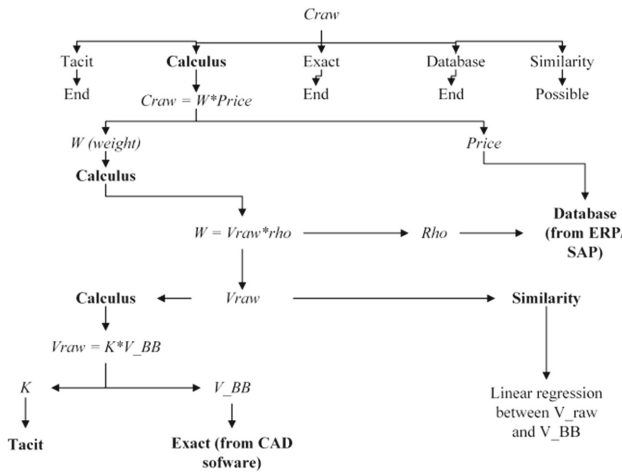 Craw
Tacit Calculus Exact Database Similarity
End Craw = W*Price End End Possible
W (weight) Price
Calculus
Database
W = Vraw*rho Rho (from ERP/
SAP)
Calculus Vraw Similarity
Vraw = K*V_BB
K V_BB Linear regression
between V_raw
and V_BB
Tacit Exact (from CAD
sofware)